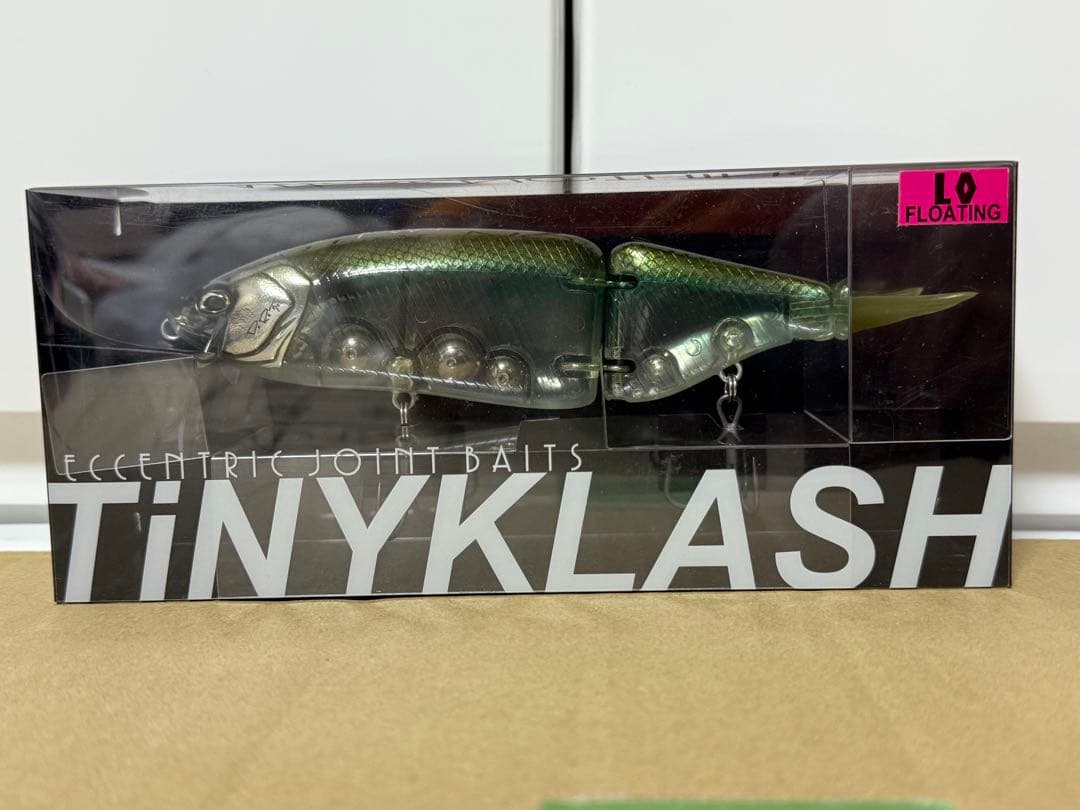 LO
FLOATING
ECCENTRIC JOINT BAITS
TiNYKLASH